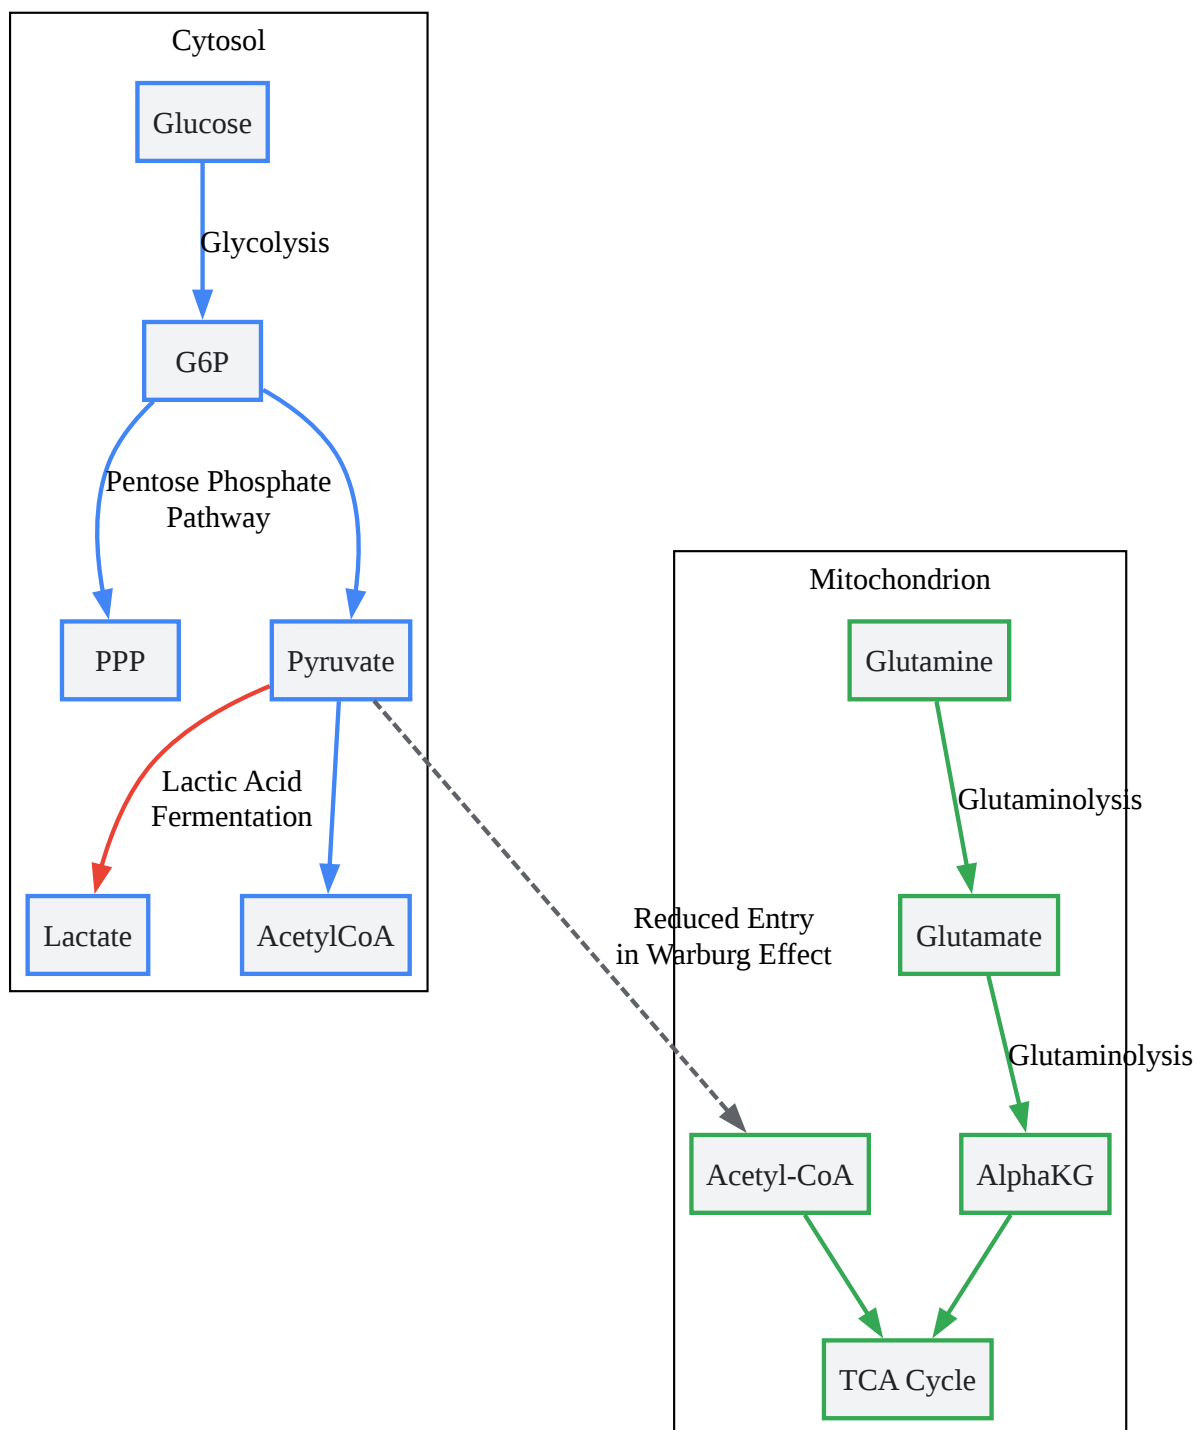 Cytosol
Glucose
Glycolysis
G6P
Pentose Phosphate
Pathway
PPP
Pyruvate
Lactic Acid
Fermentation
Lactate
AcetylCoA
Reduced Entry
in Warburg Effect
Mitochondrion
Glutamine
Glutaminolysis
Glutamate
Glutaminolysis
Acetyl-CoA
AlphaKG
TCA Cycle